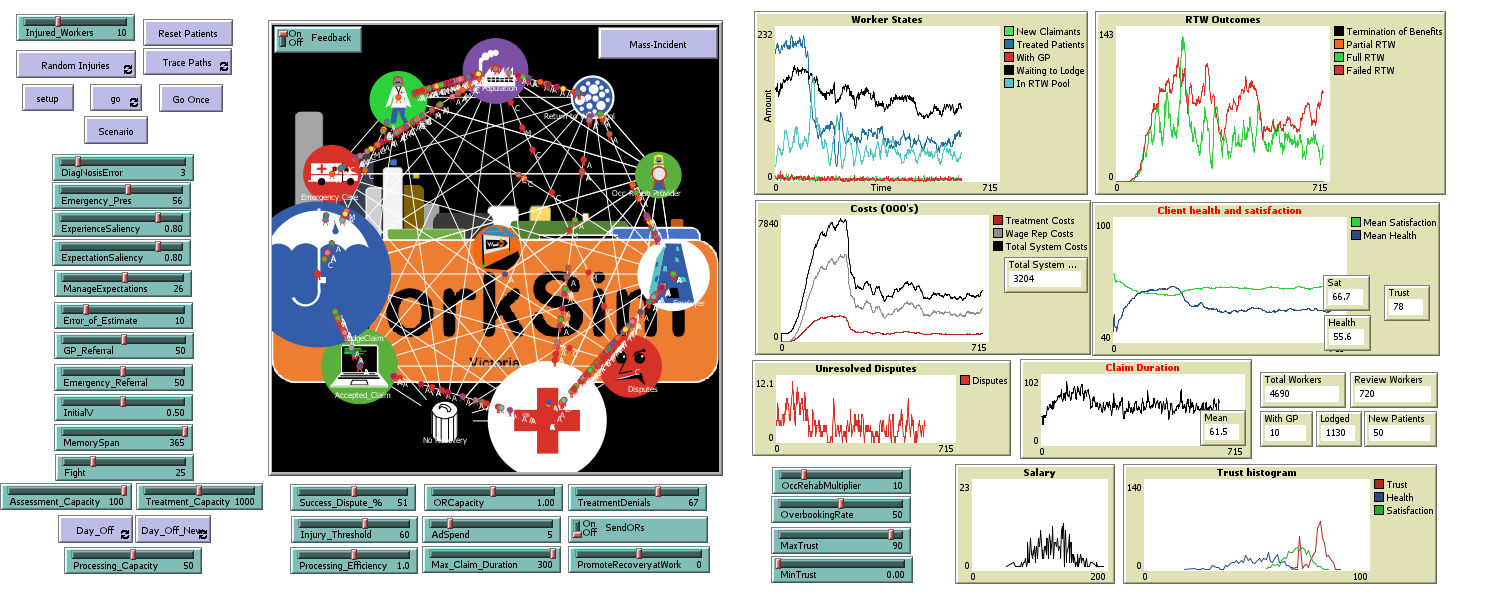 Injured_Workers 10
Reset Patients
Random Injuries
Trace Paths
setup
go
Go Once
Scenario
DiagNosisError 3
Emergency_Pres 56
ExperienceSaliency 0.80
ExpectationSaliency 0.80
ManageExpectations 26
Error_of_Estimate 10
GP_Referral 50
Emergency_Referral 50
InitialV 0.50
MemorySpan 365
Fight 25
Assessment_Capacity 100
Treatment_Capacity 1000
Day_Off
Day_Off_New
Processing_Capacity 50
On
Off
Feedback
Mass-Incident
Population
Emergency Care
Occ Rehab Provider
Employer
orkSim
Victoria
Accepted_Claim
Disputes
No Recovery
Success_Dispute_% 51
ORCapacity 1.00
TreatmentDenials 67
Injury_Threshold 60
AdSpend 5
On
Off
SendORs
Processing_Efficiency 1.0
Max_Claim_Duration 300
PromoteRecoveryatWork 0
Worker States
232
Amount
0
0
Time
715
New Claimants
Treated Patients
With GP
Waiting to Lodge
In RTW Pool
RTW Outcomes
143
0
0
715
Termination of Benefits
Partial RTW
Full RTW
Failed RTW
Costs (000's)
7840
0
0
715
Treatment Costs
Wage Rep Costs
Total System Costs
Total System ...
3204
Client health and satisfaction
100
40
Mean Satisfaction
Mean Health
Sat
66.7
Health
55.6
Trust
78
Unresolved Disputes
12.1
0
0
715
Disputes
Claim Duration
102
0
0
715
Mean
61.5
Total Workers
4690
Review Workers
720
With GP
10
Lodged
1130
New Patients
50
OccRehabMultiplier 10
OverbookingRate 50
MaxTrust 90
MinTrust 0.00
Salary
23
0
0
200
Trust histogram
140
0
0
100
Trust
Health
Satisfaction